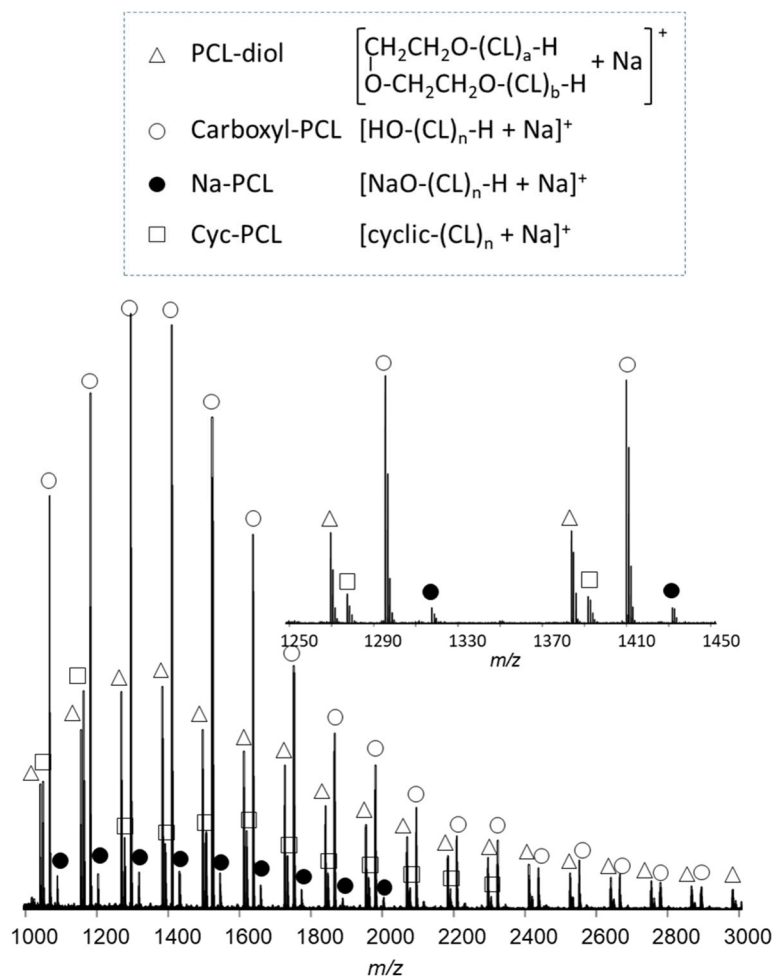 PCL-diol
CH2CH2O-(CL)a-H
O-CH2CH2O-(CL)b-H
+ Na
+
Carboxyl-PCL [HO-(CL)n-H + Na]+
Na-PCL [NaO-(CL)n-H + Na]+
Cyc-PCL [cyclic-(CL)n + Na]+
1250 1290 1330 1370 1410 1450
m/z
1000 1200 1400 1600 1800 2000 2200 2400 2600 2800 3000
m/z